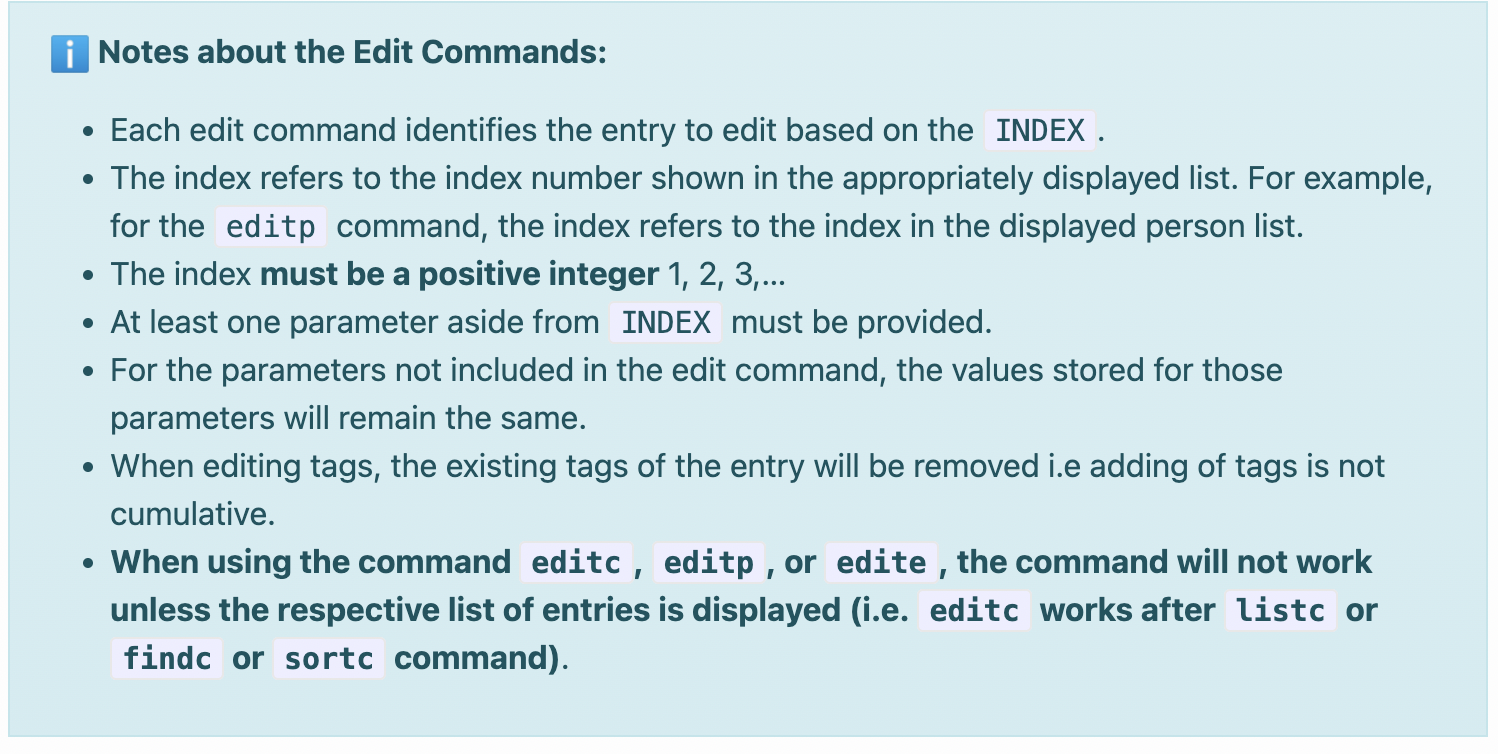 ℹ️ Notes about the Edit Commands:
• Each edit command identifies the entry to edit based on the INDEX.
• The index refers to the index number shown in the appropriately displayed list. For example,
for the editp command, the index refers to the index in the displayed person list.
• The index must be a positive integer 1, 2, 3,...
• At least one parameter aside from INDEX must be provided.
• For the parameters not included in the edit command, the values stored for those
parameters will remain the same.
• When editing tags, the existing tags of the entry will be removed i.e adding of tags is not
cumulative.
• When using the command editc, editp, or edite, the command will not work
unless the respective list of entries is displayed (i.e. editc works after listc or
findc or sortc command).